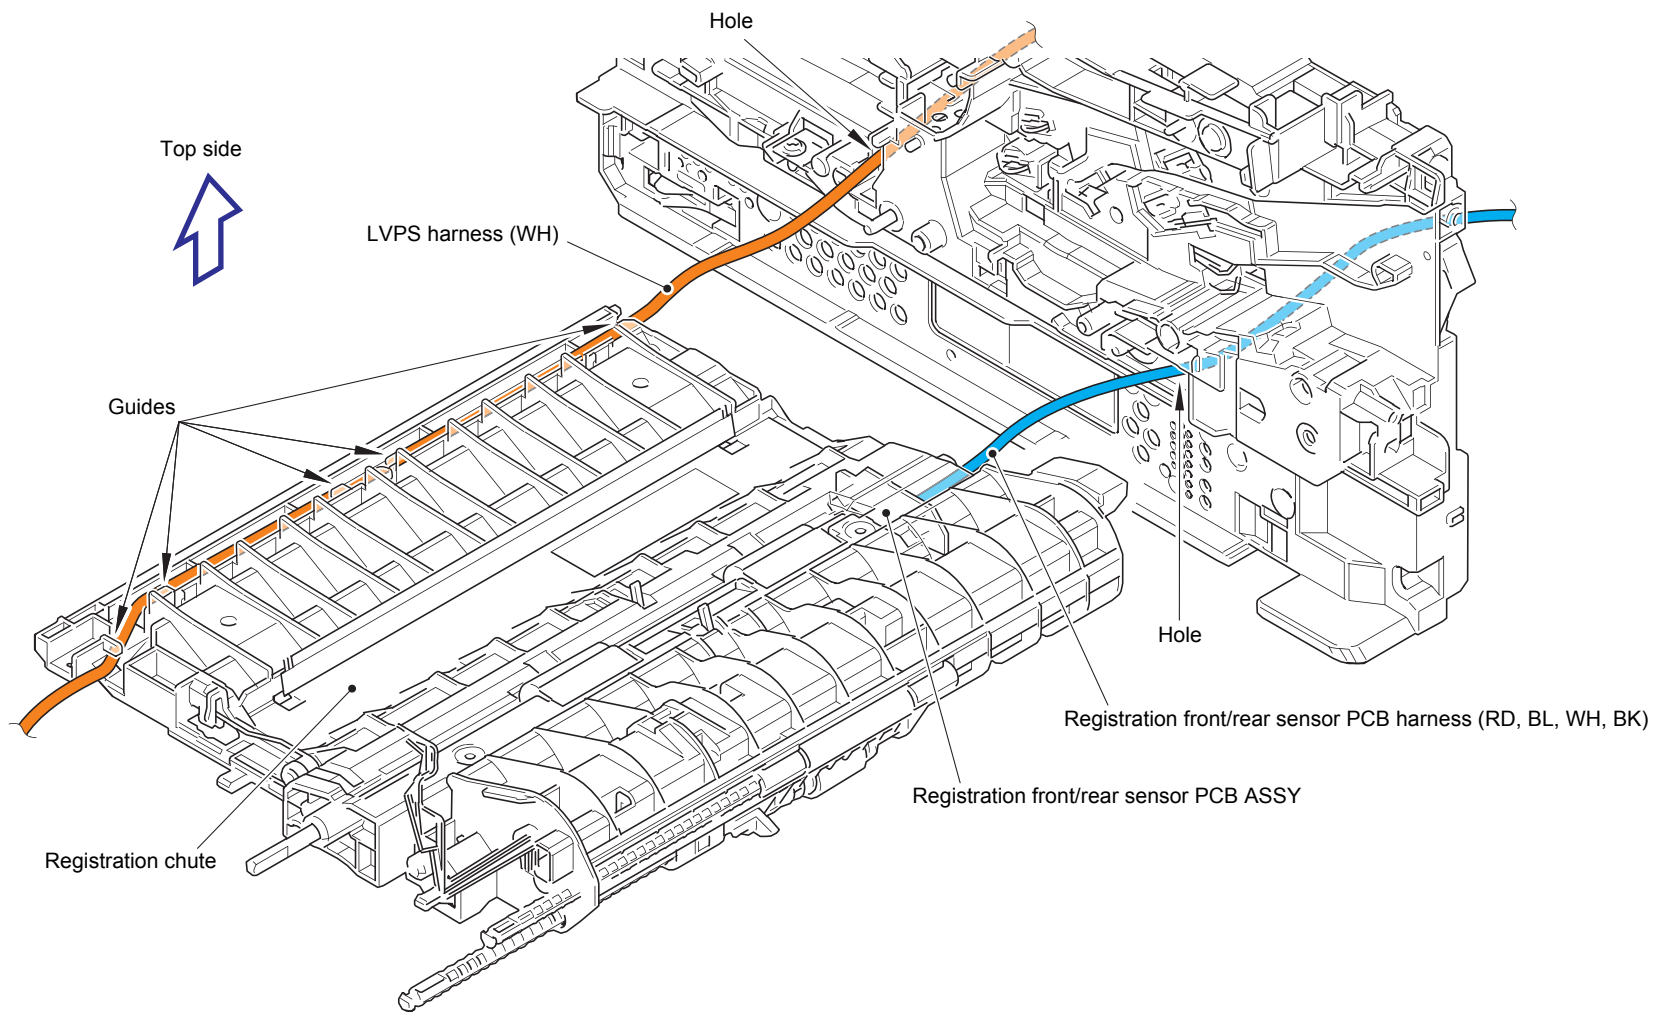 Hole
Top side
LVPS harness (WH)
Guides
Hole
Registration front/rear sensor PCB harness (RD, BL, WH, BK)
Registration front/rear sensor PCB ASSY
Registration chute